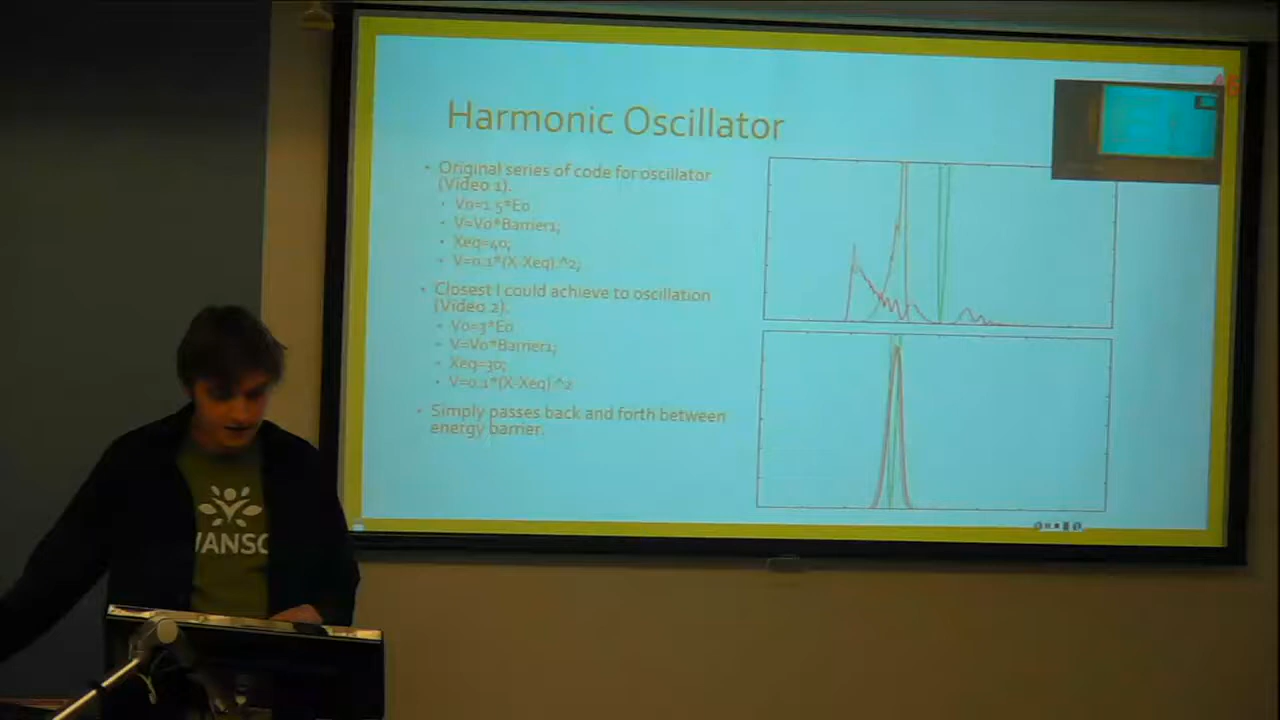 Harmonic Oscillator
• Original series of code for oscillator
(Video 1).
• Vo=1.5*Eo
• V=Vo*Barrier1;
• Xeq=40;
• V=0.1*(X-Xeq).^2;
• Closest I could achieve to oscillation
(Video 2).
• Vo=3*Eo
• V=Vo*Barrier1;
• Xeq=30;
• V=0.1*(X-Xeq).^2
• Simply passes back and forth between
energy barrier.
VANSO